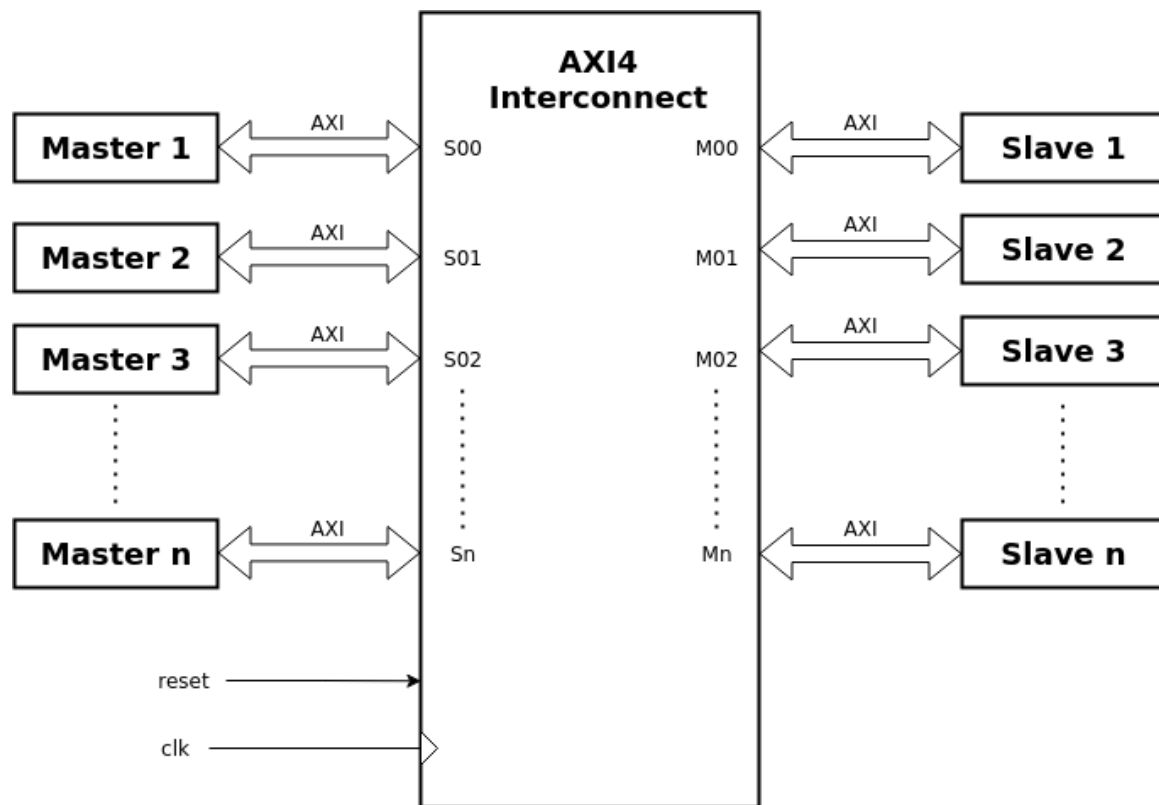 AXI4
Interconnect
Master 1
AXI
S00
M00
AXI
Slave 1
Master 2
AXI
S01
M01
AXI
Slave 2
Master 3
AXI
S02
M02
AXI
Slave 3
Master n
AXI
Sn
Mn
AXI
Slave n
reset
clk